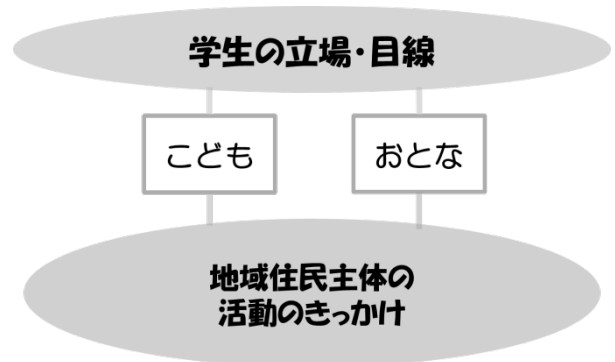 学生の立場・目線
こども
おとな
地域住民主体の
活動のきっかけ